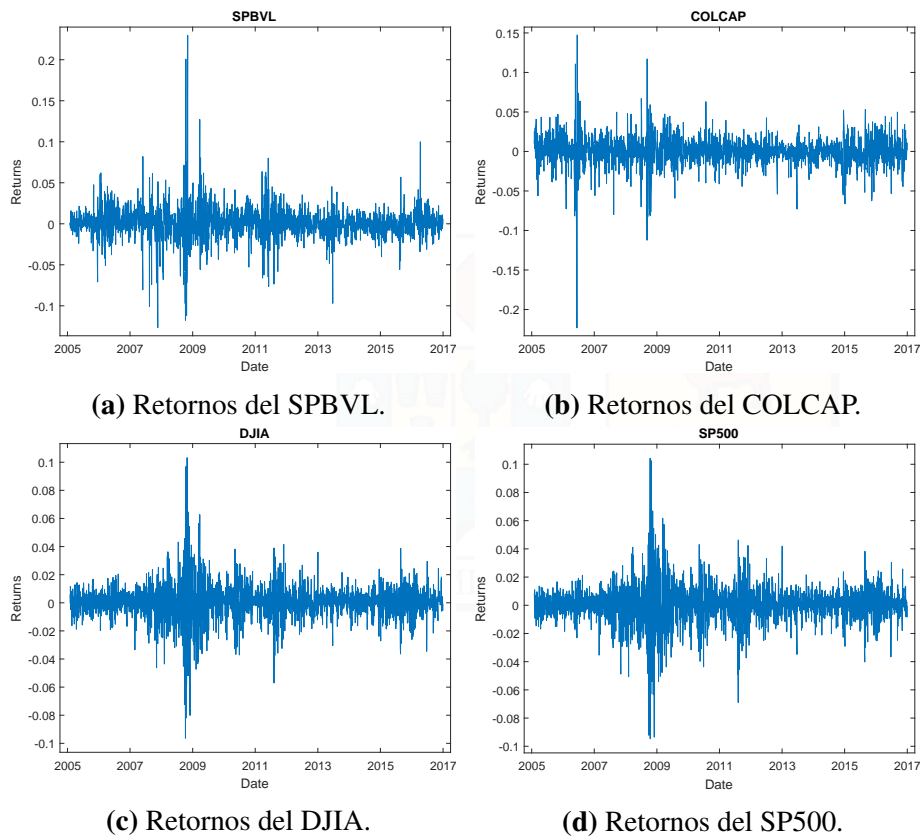 SPBVL
0.2
0.15
0.1
0.05
0
-0.05
-0.1
Returns
2005 2007 2009 2011 2013 2015 2017
Date
(a) Retornos del SPBVL.
COLCAP
0.15
0.1
0.05
0
-0.05
-0.1
-0.15
-0.2
Returns
2005 2007 2009 2011 2013 2015 2017
Date
(b) Retornos del COLCAP.
DJIA
0.1
0.08
0.06
0.04
0.02
0
-0.02
-0.04
-0.06
-0.08
-0.1
Returns
2005 2007 2009 2011 2013 2015 2017
Date
(c) Retornos del DJIA.
SP500
0.1
0.08
0.06
0.04
0.02
0
-0.02
-0.04
-0.06
-0.08
-0.1
Returns
2005 2007 2009 2011 2013 2015 2017
Date
(d) Retornos del SP500.